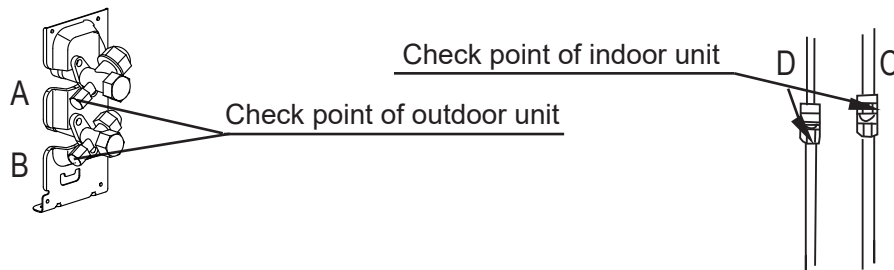 Check point of indoor unit
D
C
A
Check point of outdoor unit
B